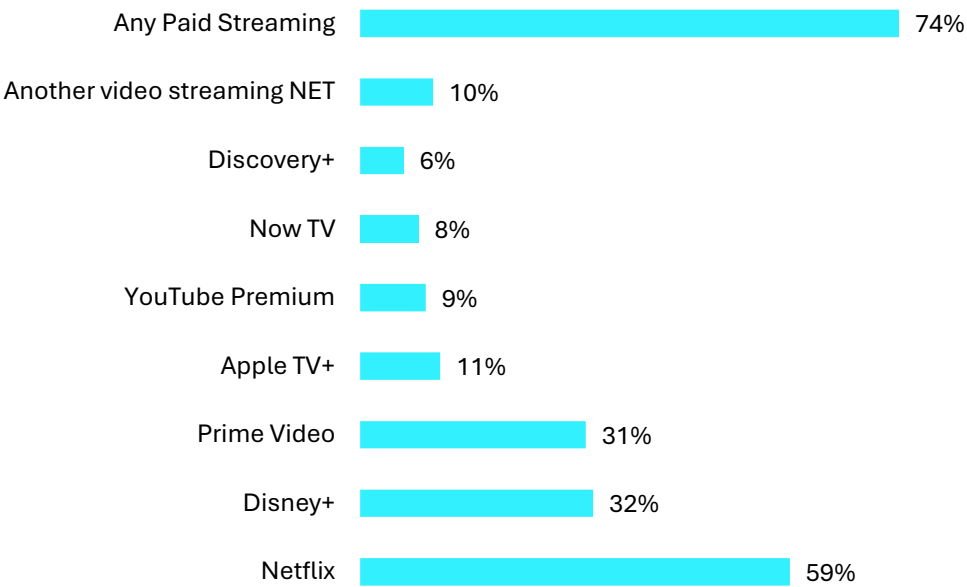 Any Paid Streaming 74%
Another video streaming NET 10%
Discovery+ 6%
Now TV 8%
YouTube Premium 9%
Apple TV+ 11%
Prime Video 31%
Disney+ 32%
Netflix 59%